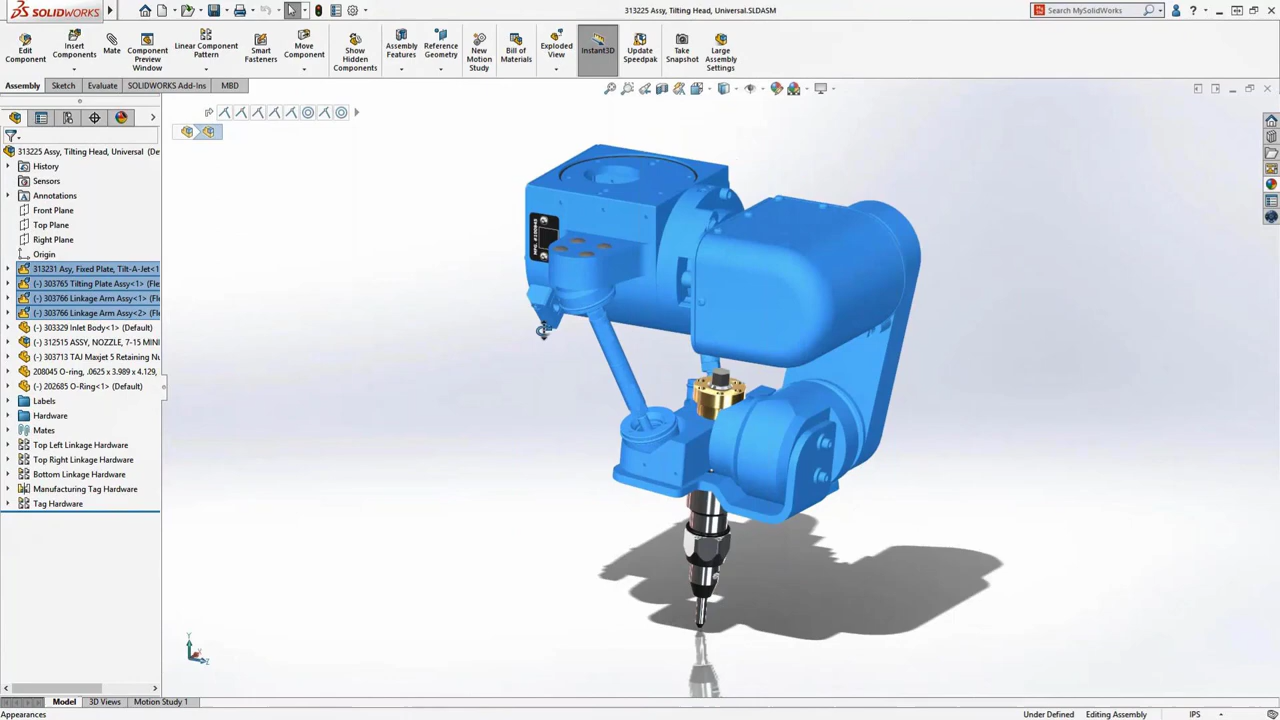 SOLIDWORKS
313225 Assy, Tilting Head, Universal.SLDASM
Search MySolidWorks
Edit Component
Insert Components
Mate
Component Preview Window
Linear Component Pattern
Smart Fasteners
Move Component
Show Hidden Components
Assembly Features
Reference Geometry
New Motion Study
Bill of Materials
Exploded View
Instant3D
Update Speedpak
Take Snapshot
Large Assembly Settings
Assembly
Sketch
Evaluate
SOLIDWORKS Add-Ins
MBD
313225 Assy, Tilting Head, Universal (De
History
Sensors
Annotations
Front Plane
Top Plane
Right Plane
Origin
313231 Asy, Fixed Plate, Tilt-A-Jet<1
(-) 303765 Tilting Plate Assy<1> (Fle
(-) 303766 Linkage Arm Assy<1> (Fl
(-) 303766 Linkage Arm Assy<2> (Fl
(-) 303329 Inlet Body<1> (Default)
(-) 312515 ASSY, NOZZLE, 7-15 MIN
(-) 303713 TAJ Maxjet 5 Retaining Nu
208045 O-ring, .0625 x 3.989 x 4.129,
(-) 202685 O-Ring<1> (Default)
Labels
Hardware
Mates
Top Left Linkage Hardware
Top Right Linkage Hardware
Bottom Linkage Hardware
Manufacturing Tag Hardware
Tag Hardware
Y
X
Z
Model
3D Views
Motion Study 1
Appearances
Under Defined
Editing Assembly
IPS